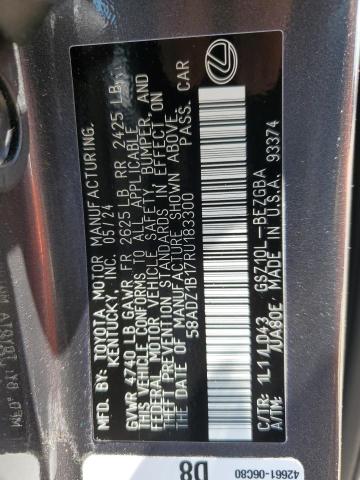 MFD. BY: TOYOTA MOTOR MANUFACTURING.
KENTUCKY, INC. 05/24
GVWR 4740 LB GAWR FR 2625 LB RR 2425 LB
THIS VEHICLE CONFORMS TO ALL APPLICABLE
FEDERAL MOTOR VEHICLE SAFETY, BUMPER, AND
THEFT PREVENTION STANDARDS IN EFFECT ON
THE DATE OF MANUFACTURE SHOWN ABOVE.
58ADZ1B17RU183300 PASS. CAR
C/TR: 1L1/LA043 GSZ10L-BEZGBA
/UA80E MADE IN U.S.A. 93374
42661-06C80
D8